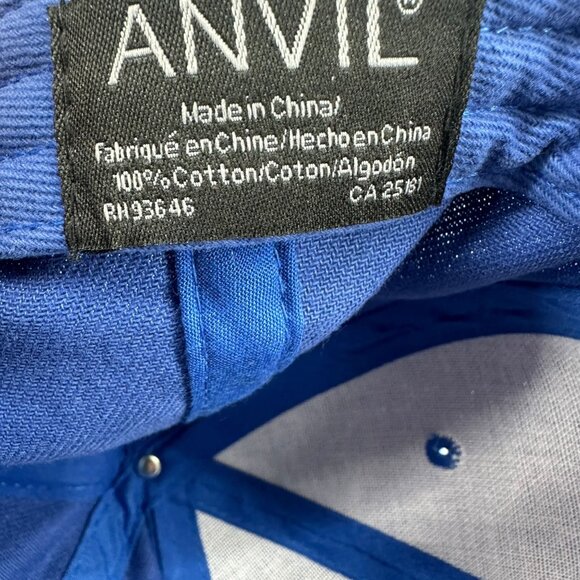 ANVIL®
Made in China/
Fabriqué en Chine/Hecho en China
100% Cotton/Coton/Algodón
RN 93646 CA 25181